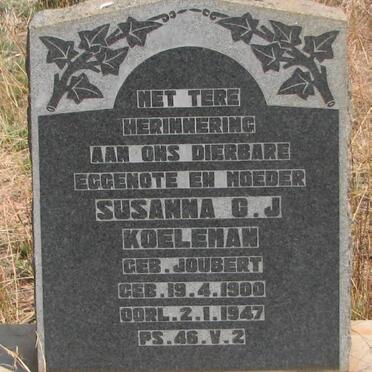 MET TERE
HERINNERING
AAN ONS DIERBARE
EGGENOTE EN MOEDER
SUSANNA C.J
KOELEMAN
GEB. JOUBERT
GEB. 19.4.1900
OORL. 2.1.1947
PS. 46. V. 2